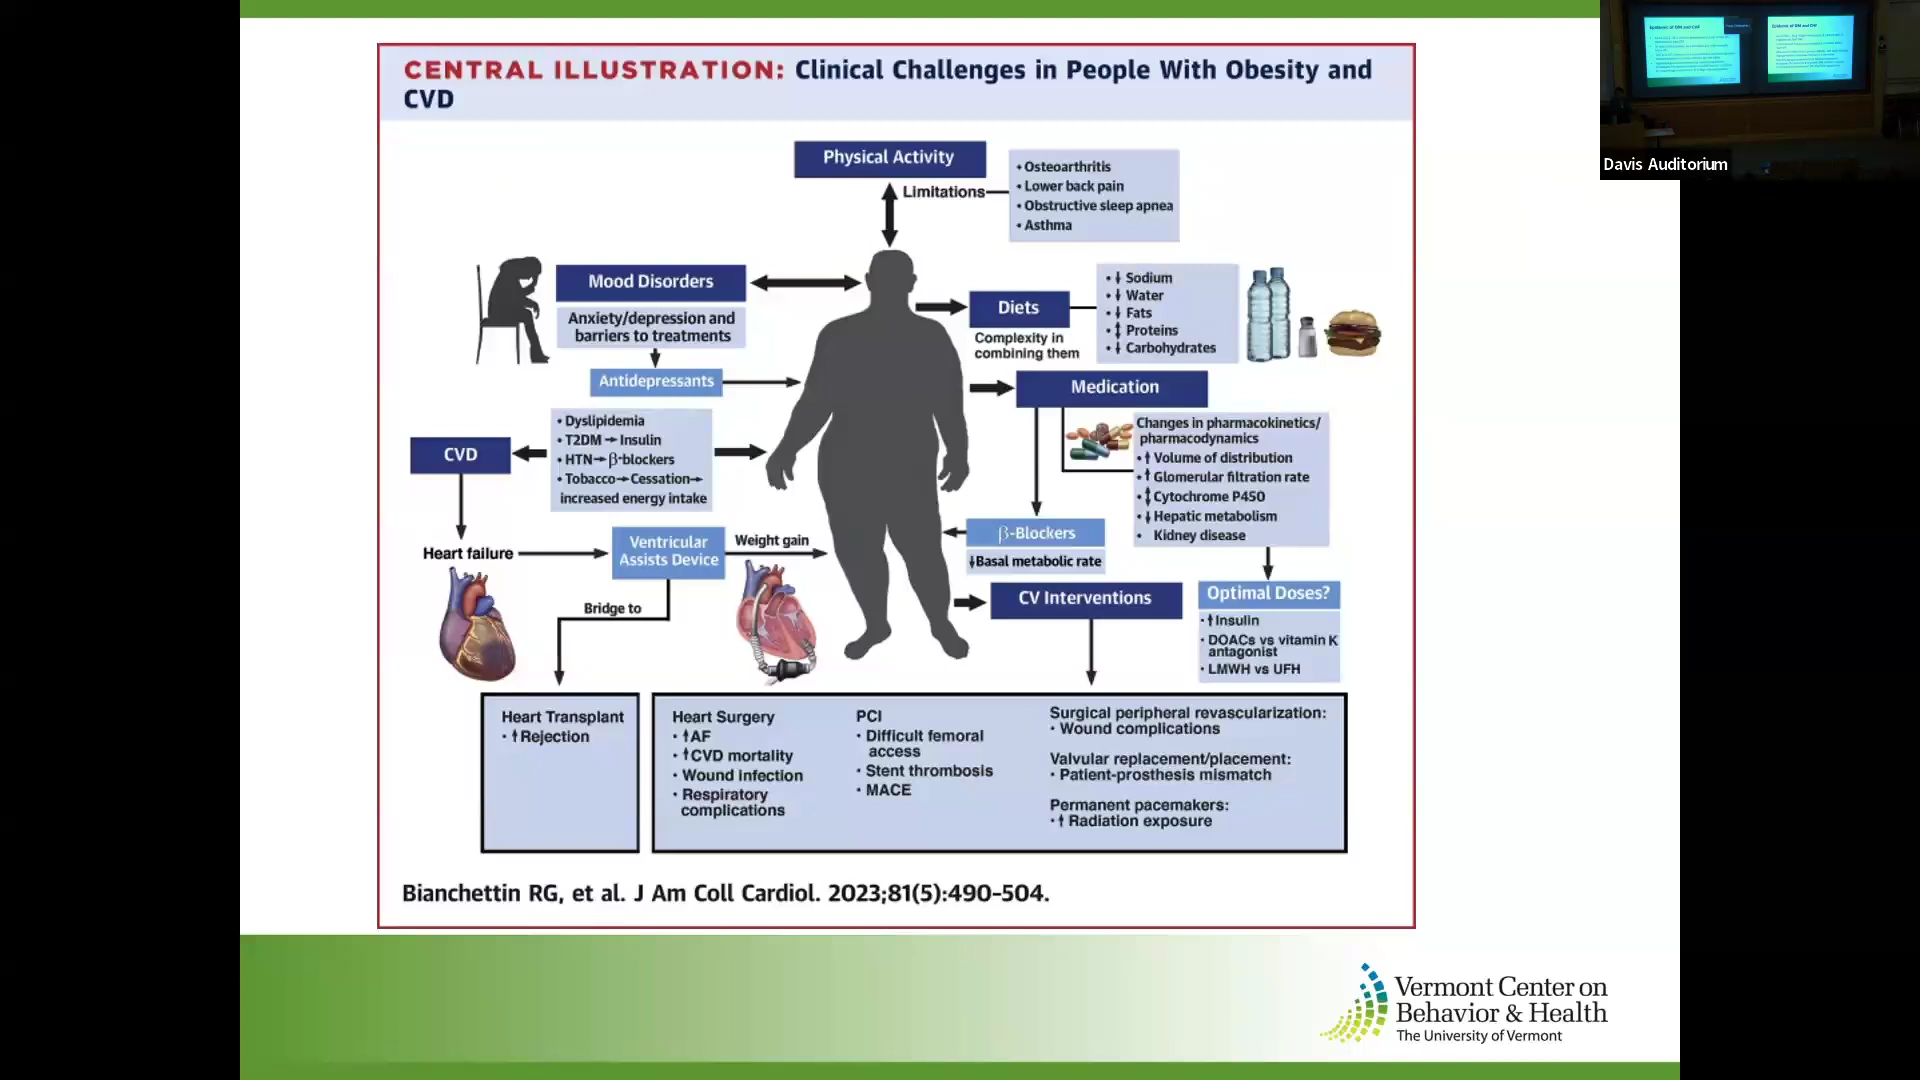 CENTRAL ILLUSTRATION: Clinical Challenges in People With Obesity and
CVD
Physical Activity
Limitations
• Osteoarthritis
• Lower back pain
• Obstructive sleep apnea
• Asthma
Mood Disorders
Anxiety/depression and
barriers to treatments
Antidepressants
Diets
Complexity in
combining them
• ↓ Sodium
• ↓ Water
• ↓ Fats
• ↕ Proteins
• ↓ Carbohydrates
Medication
Changes in pharmacokinetics/
pharmacodynamics
• ↑ Volume of distribution
• ↑ Glomerular filtration rate
• ↕ Cytochrome P450
• ↓ Hepatic metabolism
• Kidney disease
CVD
• Dyslipidemia
• T2DM → Insulin
• HTN → β-blockers
• Tobacco → Cessation →
increased energy intake
Heart failure
Ventricular
Assists Device
Weight gain
Bridge to
β-Blockers
↓Basal metabolic rate
CV Interventions
Optimal Doses?
• ↑ Insulin
• DOACs vs vitamin K
antagonist
• LMWH vs UFH
Heart Transplant
• ↑ Rejection
Heart Surgery
• ↑ AF
• ↑ CVD mortality
• Wound infection
• Respiratory
complications
PCI
• Difficult femoral
access
• Stent thrombosis
• MACE
Surgical peripheral revascularization:
• Wound complications
Valvular replacement/placement:
• Patient-prosthesis mismatch
Permanent pacemakers:
• ↑ Radiation exposure
Bianchettin RG, et al. J Am Coll Cardiol. 2023;81(5):490–504.
Vermont Center on
Behavior & Health
The University of Vermont
Davis Auditorium